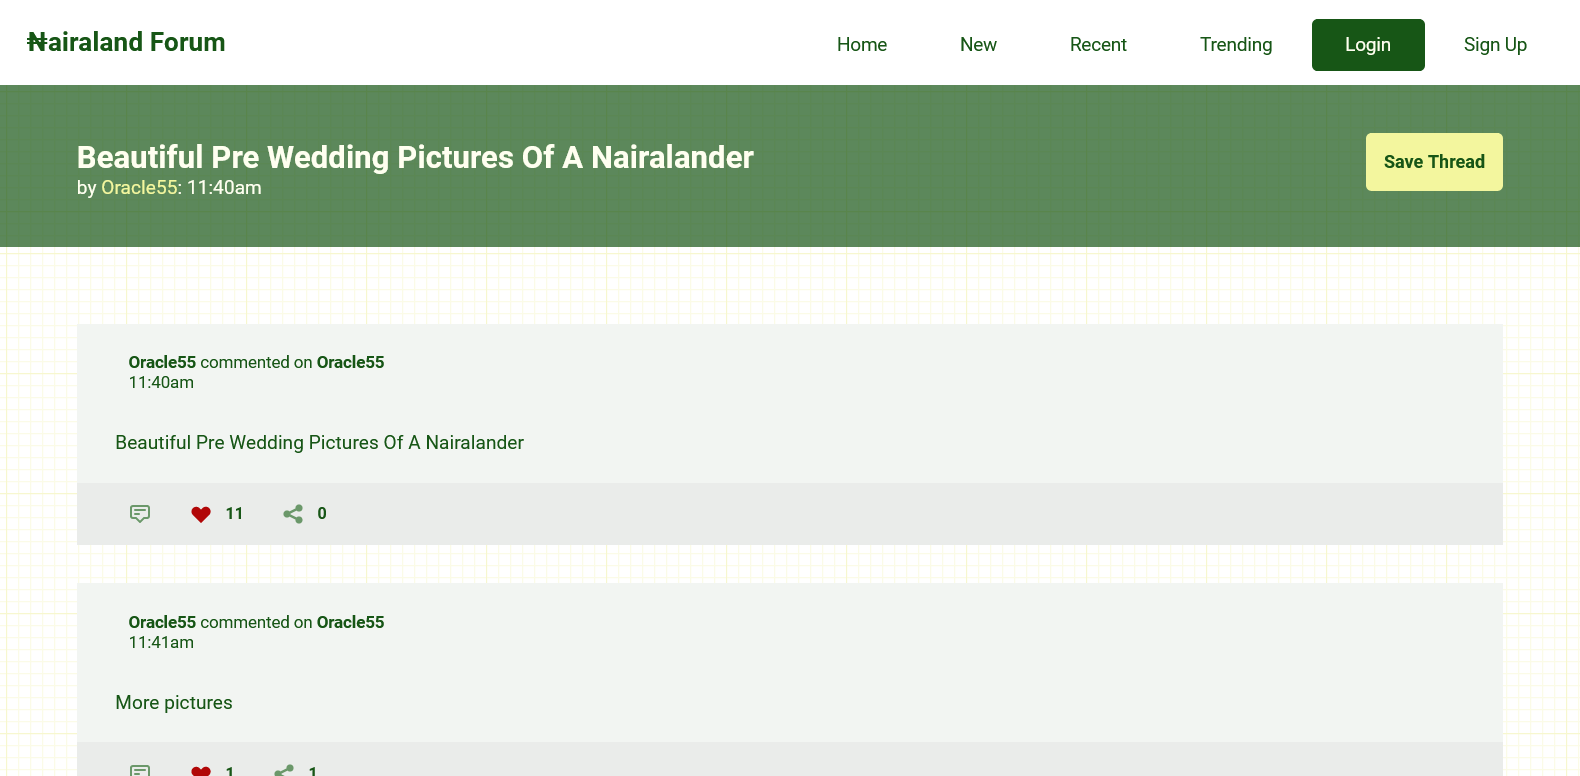 ₦airaland Forum
Home New Recent Trending Login Sign Up
Beautiful Pre Wedding Pictures Of A Nairalander
by Oracle55: 11:40am
Save Thread
Oracle55 commented on Oracle55
11:40am
Beautiful Pre Wedding Pictures Of A Nairalander
11 0
Oracle55 commented on Oracle55
11:41am
More pictures
1 1